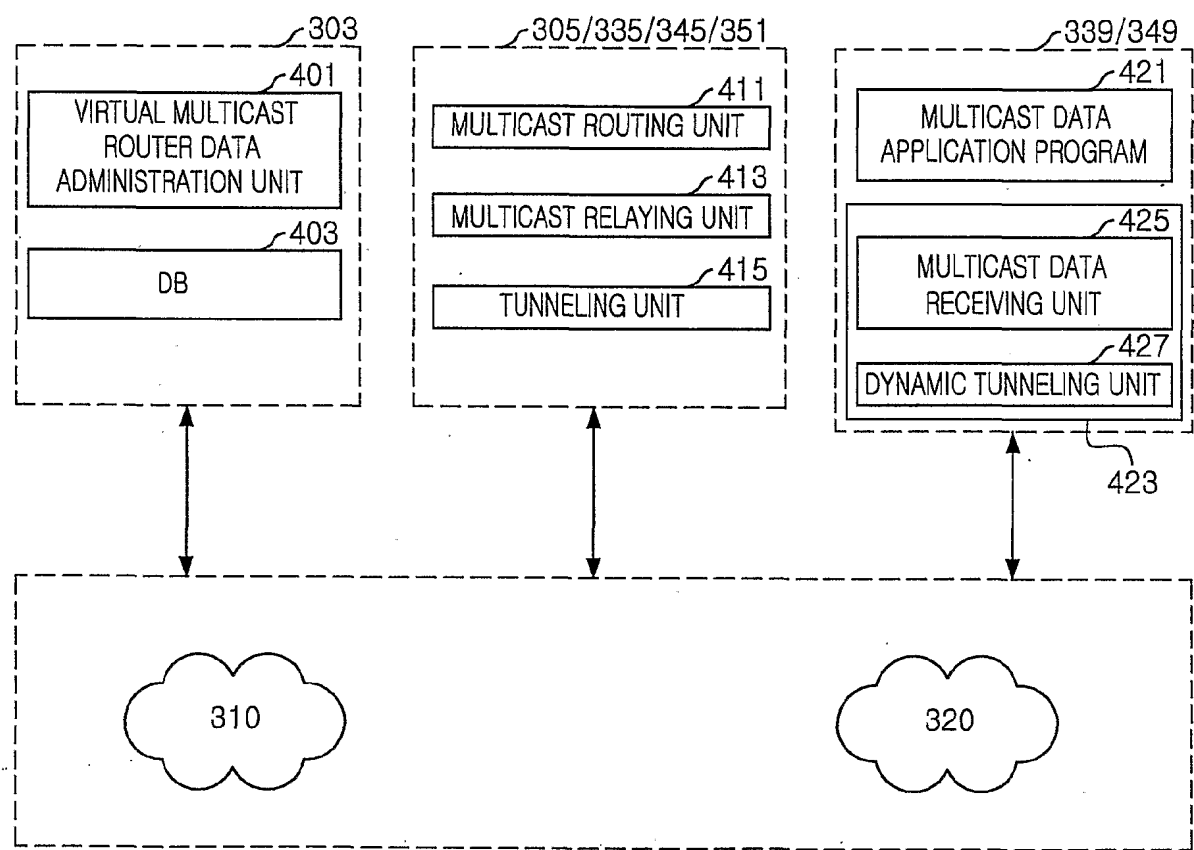 303
401
VIRTUAL MULTICAST
ROUTER DATA
ADMINISTRATION UNIT
403
DB
305/335/345/351
411
MULTICAST ROUTING UNIT
413
MULTICAST RELAYING UNIT
415
TUNNELING UNIT
339/349
421
MULTICAST DATA
APPLICATION PROGRAM
425
MULTICAST DATA
RECEIVING UNIT
427
DYNAMIC TUNNELING UNIT
423
310
320